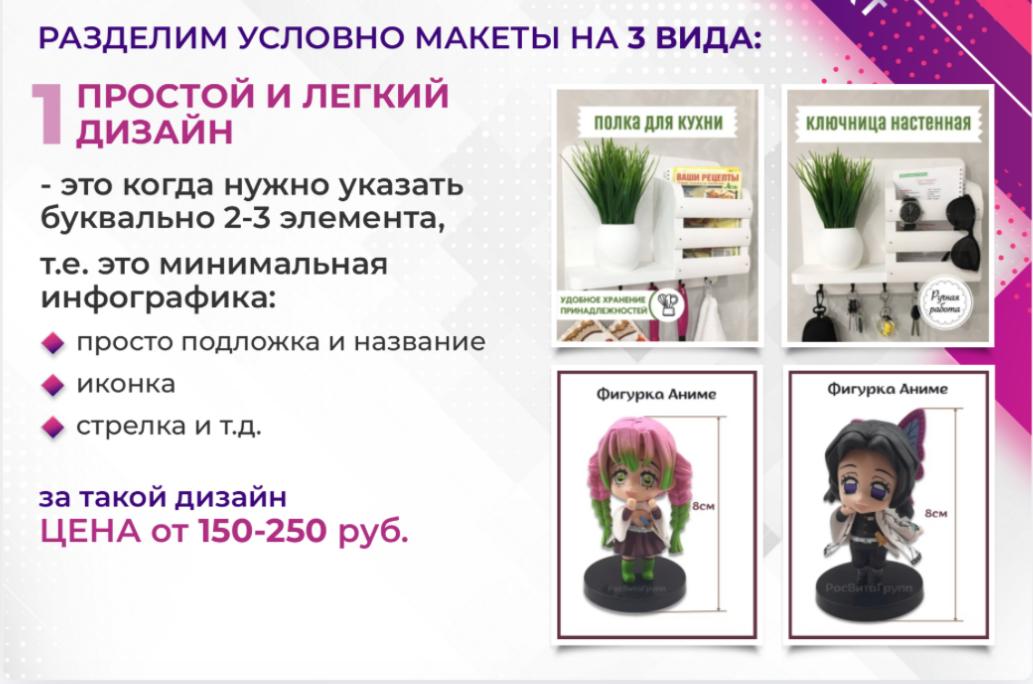 РАЗДЕЛИМ УСЛОВНО МАКЕТЫ НА 3 ВИДА:
1 ПРОСТОЙ И ЛЕГКИЙ
ДИЗАЙН
- это когда нужно указать
буквально 2-3 элемента,
т.е. это минимальная
инфографика:
просто подложка и название
иконка
стрелка и т.д.
за такой дизайн
ЦЕНА от 150-250 руб.
ПОЛКА ДЛЯ КУХНИ
ВАШИ РЕЦЕПТЫ
УДОБНОЕ ХРАНЕНИЕ
ПРИНАДЛЕЖНОСТЕЙ
КЛЮЧНИЦА НАСТЕННАЯ
Ручная
работа
Фигурка Аниме
8см
РосВитаГрупп
Фигурка Аниме
8см
РосВитаГрупп